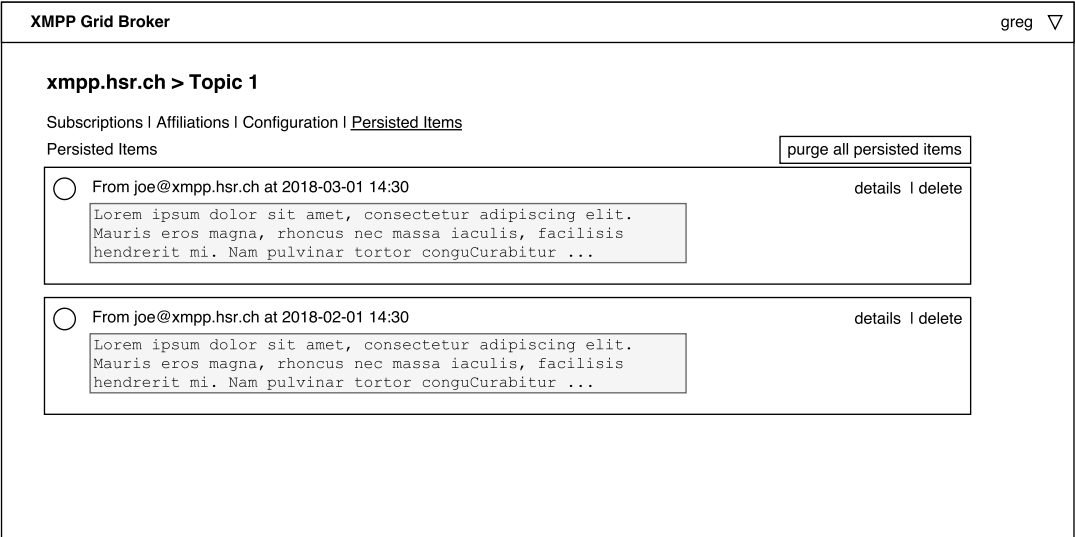 XMPP Grid Broker
greg
xmpp.hsr.ch > Topic 1
Subscriptions | Affiliations | Configuration | Persisted Items
Persisted Items
purge all persisted items
From joe@xmpp.hsr.ch at 2018-03-01 14:30
details | delete
Lorem ipsum dolor sit amet, consectetur adipiscing elit.
Mauris eros magna, rhoncus nec massa iaculis, facilisis
hendrerit mi. Nam pulvinar tortor conguCurabitur ...
From joe@xmpp.hsr.ch at 2018-02-01 14:30
details | delete
Lorem ipsum dolor sit amet, consectetur adipiscing elit.
Mauris eros magna, rhoncus nec massa iaculis, facilisis
hendrerit mi. Nam pulvinar tortor conguCurabitur ...